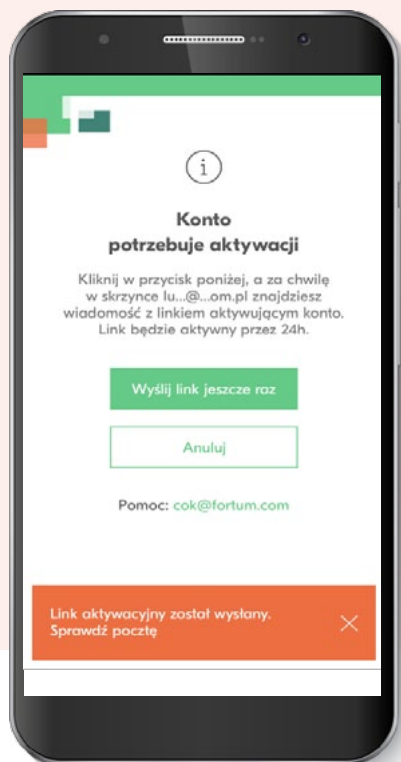 Konto
potrzebuje aktywacji
Kliknij w przycisk poniżej, a za chwilę
w skrzynce lu...@...om.pl znajdziesz
wiadomość z linkiem aktywującym konto.
Link będzie aktywny przez 24h.
Wyślij link jeszcze raz
Anuluj
Pomoc: cok@fortum.com
Link aktywacyjny został wysłany.
Sprawdź pocztę